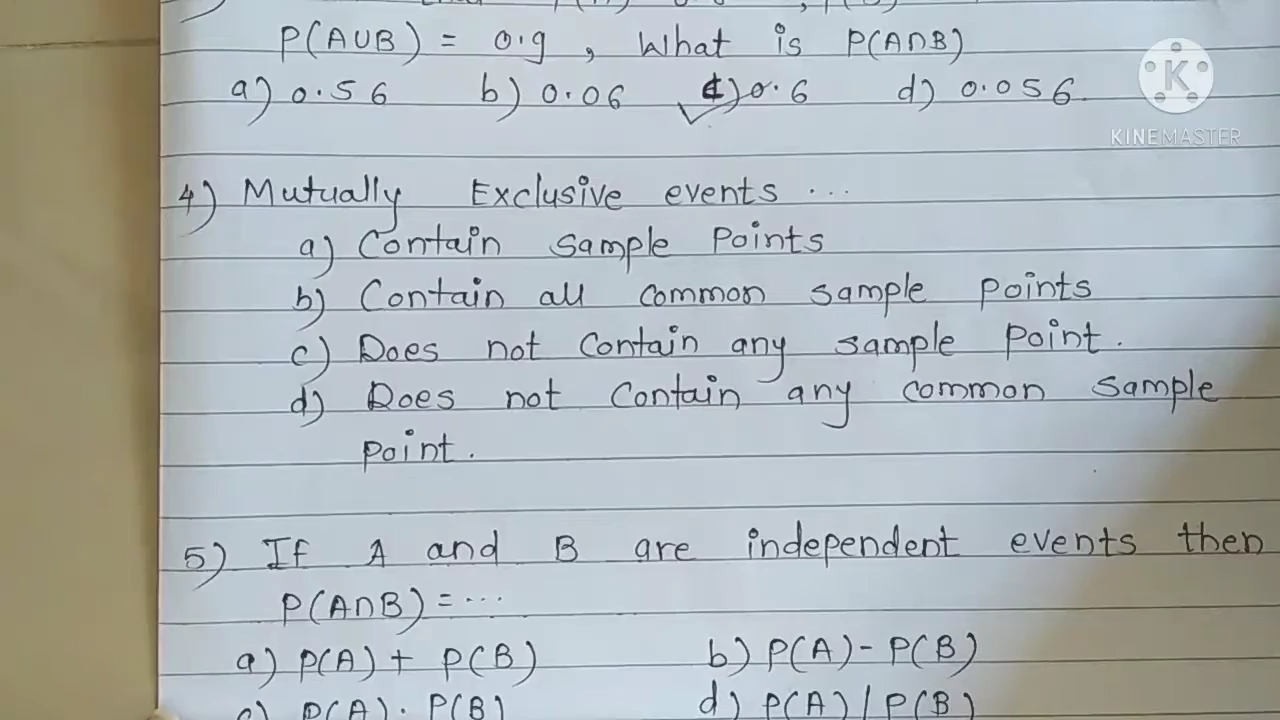 P(A∪B) = 0.9 , What is P(A∩B)
a) 0.56 b) 0.06 c) 0.6 d) 0.056
K
KINEMASTER
4) Mutually Exclusive events ...
a) Contain sample Points
b) Contain all common sample points
c) Does not contain any sample point.
d) Does not contain any common sample
point.
5) If A and B are independent events then
P(A∩B) = ...
a) P(A) + P(B) b) P(A) - P(B)
c) P(A) . P(B) d) P(A) / P(B)